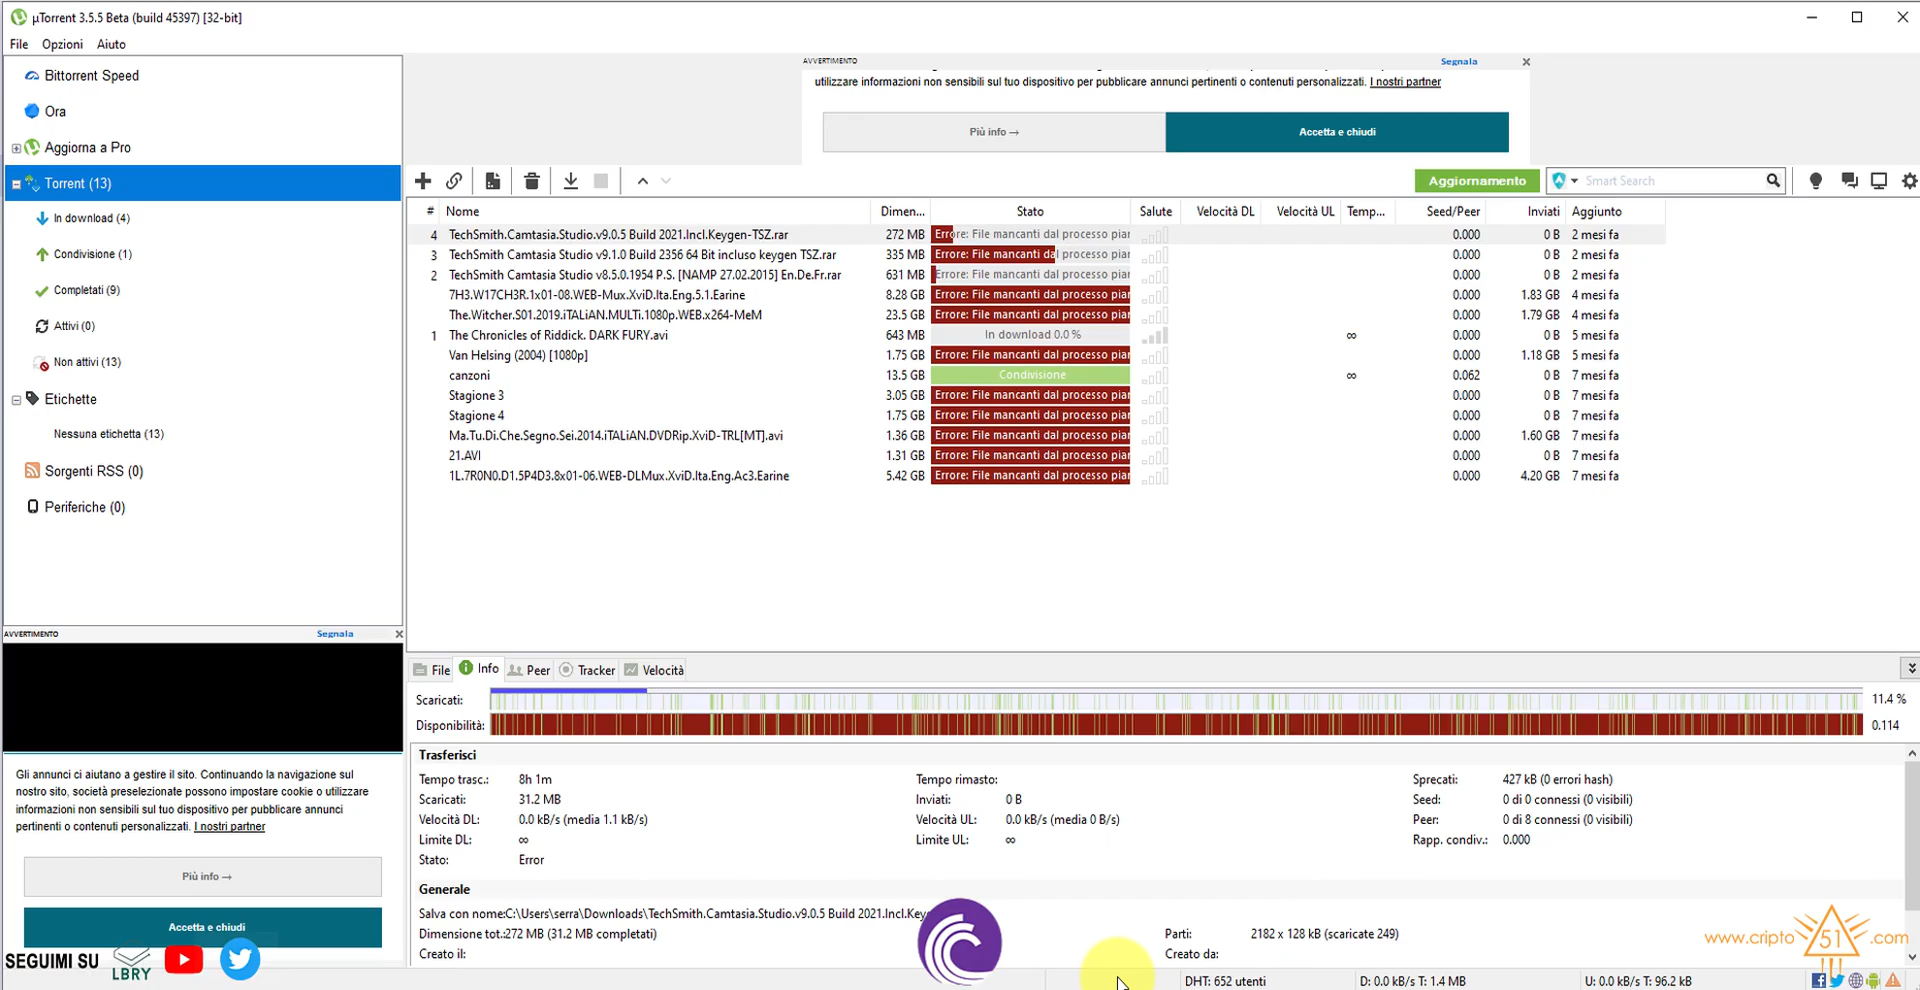 µTorrent 3.5.5 Beta (build 45397) [32-bit]
File Opzioni Aiuto
Bittorrent Speed
Ora
Aggiorna a Pro
Torrent (13)
In download (4)
Condivisione (1)
Completati (9)
Attivi (0)
Non attivi (13)
Etichette
Nessuna etichetta (13)
Sorgenti RSS (0)
Periferiche (0)
AVVERTIMENTO Segnala
utilizzare informazioni non sensibili sul tuo dispositivo per pubblicare annunci pertinenti o contenuti personalizzati. I nostri partner
Più info → Accetta e chiudi
Aggiornamento Smart Search
# Nome Dimen... Stato Salute Velocità DL Velocità UL Temp... Seed/Peer Inviati Aggiunto
4 TechSmith.Camtasia.Studio.v9.0.5 Build 2021.Incl.Keygen-TSZ.rar 272 MB Errore: File mancanti dal processo piar 0.000 0 B 2 mesi fa
3 TechSmith Camtasia Studio v9.1.0 Build 2356 64 Bit incluso keygen TSZ.rar 335 MB Errore: File mancanti dal processo piar 0.000 0 B 2 mesi fa
2 TechSmith Camtasia Studio v8.5.0.1954 P.S. [NAMP 27.02.2015] En.De.Fr.rar 631 MB Errore: File mancanti dal processo piar 0.000 0 B 2 mesi fa
7H3.W17CH3R.1x01-08.WEB-Mux.XviD.Ita.Eng.5.1.Earine 8.28 GB Errore: File mancanti dal processo piar 0.000 1.83 GB 4 mesi fa
The.Witcher.S01.2019.iTALiAN.MULTi.1080p.WEB.x264-MeM 23.5 GB Errore: File mancanti dal processo piar 0.000 1.79 GB 4 mesi fa
1 The Chronicles of Riddick. DARK FURY.avi 643 MB In download 0.0 % ∞ 0.000 0 B 5 mesi fa
Van Helsing (2004) [1080p] 1.75 GB Errore: File mancanti dal processo piar 0.000 1.18 GB 5 mesi fa
canzoni 13.5 GB Condivisione ∞ 0.062 0 B 7 mesi fa
Stagione 3 3.05 GB Errore: File mancanti dal processo piar 0.000 0 B 7 mesi fa
Stagione 4 1.75 GB Errore: File mancanti dal processo piar 0.000 0 B 7 mesi fa
Ma.Tu.Di.Che.Segno.Sei.2014.iTALiAN.DVDRip.XviD-TRL[MT].avi 1.36 GB Errore: File mancanti dal processo piar 0.000 1.60 GB 7 mesi fa
21.AVI 1.31 GB Errore: File mancanti dal processo piar 0.000 0 B 7 mesi fa
1L.7R0N0.D1.5P4D3.8x01-06.WEB-DLMux.XviD.Ita.Eng.Ac3.Earine 5.42 GB Errore: File mancanti dal processo piar 0.000 4.20 GB 7 mesi fa
AVVERTIMENTO Segnala
Gli annunci ci aiutano a gestire il sito. Continuando la navigazione sul
nostro sito, società preselezionate possono impostare cookie o utilizzare
informazioni non sensibili sul tuo dispositivo per pubblicare annunci
pertinenti o contenuti personalizzati. I nostri partner
Più info →
Accetta e chiudi
SEGUIMI SU LBRY
File Info Peer Tracker Velocità
Scaricati: 11.4 %
Disponibilità: 0.114
Trasferisci
Tempo trasc.: 8h 1m Tempo rimasto: Sprecati: 427 kB (0 errori hash)
Scaricati: 31.2 MB Inviati: 0 B Seed: 0 di 0 connessi (0 visibili)
Velocità DL: 0.0 kB/s (media 1.1 kB/s) Velocità UL: 0.0 kB/s (media 0 B/s) Peer: 0 di 8 connessi (0 visibili)
Limite DL: ∞ Limite UL: ∞ Rapp. condiv.: 0.000
Stato: Error
Generale
Salva con nome:C:\Users\serra\Downloads\TechSmith.Camtasia.Studio.v9.0.5 Build 2021.Incl.Key
Dimensione tot.:272 MB (31.2 MB completati) Parti: 2182 x 128 kB (scaricate 249)
Creato il: Creato da:
www.cripto 51 .com
DHT: 652 utenti D: 0.0 kB/s T: 1.4 MB U: 0.0 kB/s T: 96.2 kB